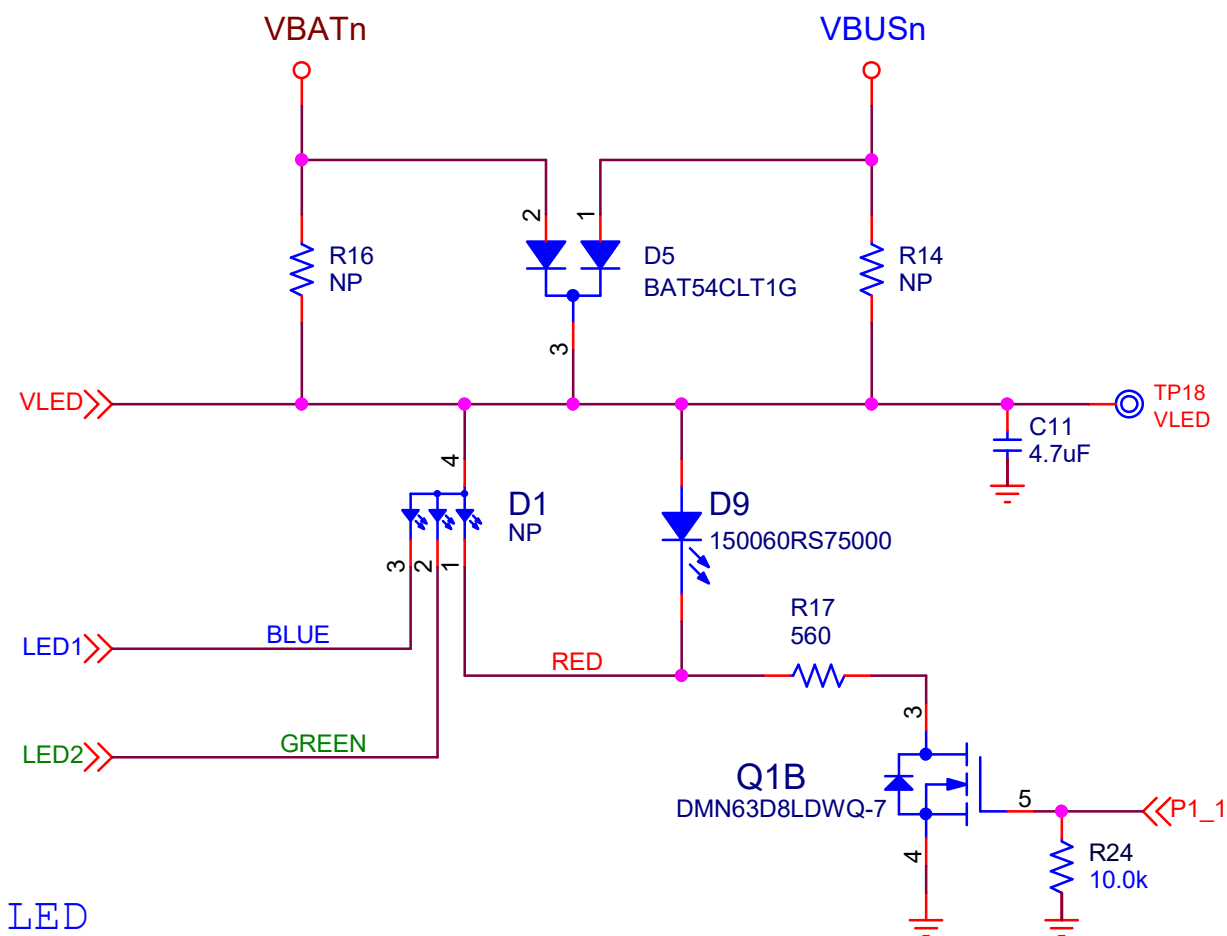 VBATn
VBUSn
2
1
R16
NP
D5
BAT54CLT1G
R14
NP
3
VLED
TP18
VLED
C11
4.7uF
4
D1
NP
D9
150060RS75000
3
2
1
R17
560
LED1
BLUE
RED
3
LED2
GREEN
Q1B
DMN63D8LDWQ-7
5
P1_1
4
R24
10.0k
LED